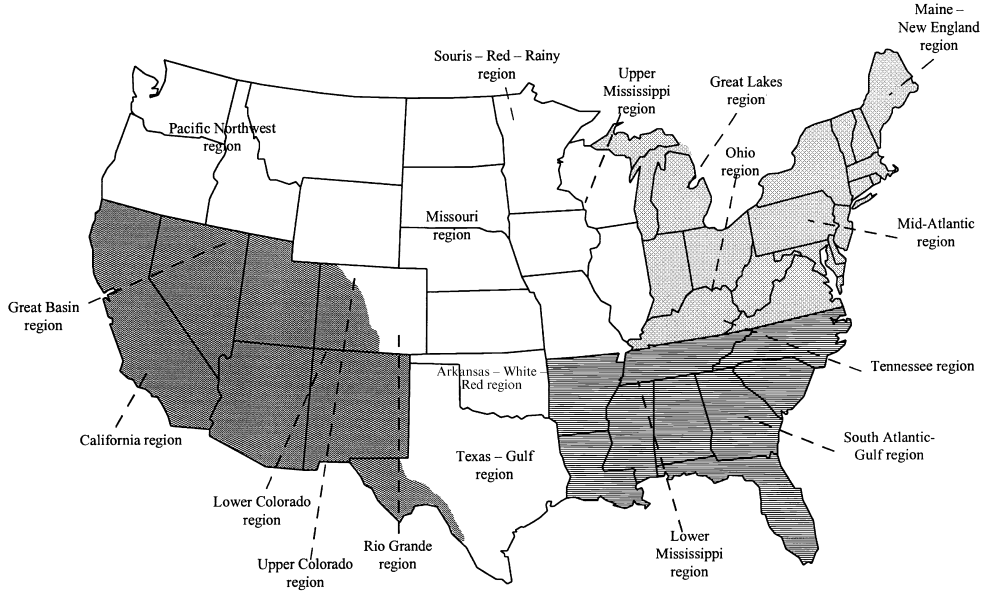 Maine –
New England
region
Souris – Red – Rainy
region
Upper
Mississippi
region
Great Lakes
region
Pacific Northwest
region
Ohio
region
Missouri
region
Mid-Atlantic
region
Great Basin
region
Tennessee region
Arkansas – White –
Red region
California region
South Atlantic-
Gulf region
Texas – Gulf
region
Lower Colorado
region
Rio Grande
region
Lower
Mississippi
region
Upper Colorado
region